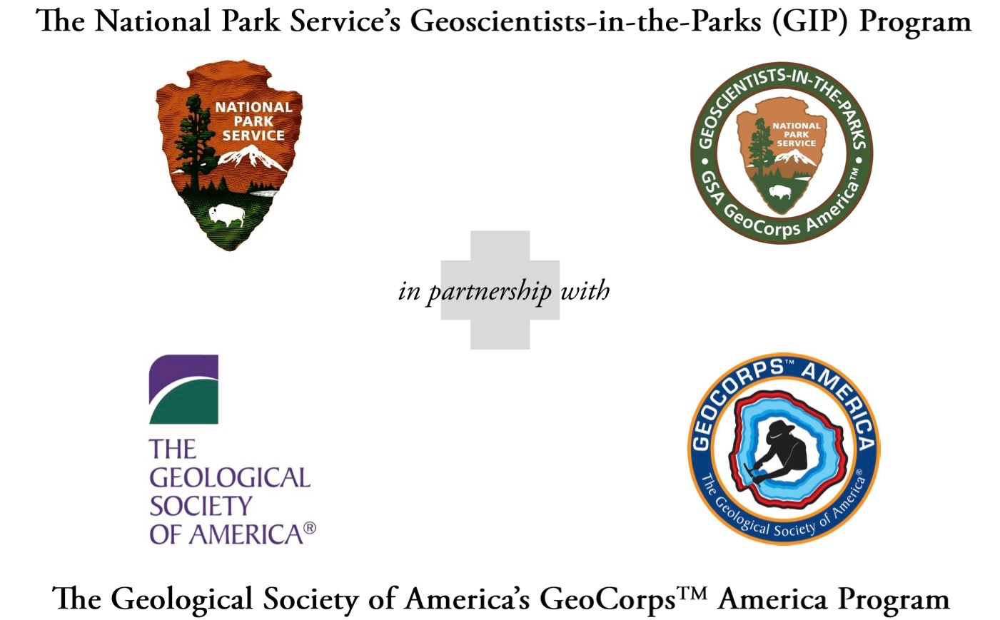 The National Park Service’s Geoscientists-in-the-Parks (GIP) Program
NATIONAL
PARK
SERVICE
GEOSCIENTISTS-IN-THE-PARKS
NATIONAL
PARK
SERVICE
• GSA GeoCorps America™ •
in partnership with
THE
GEOLOGICAL
SOCIETY
OF AMERICA®
GEOCORPS™ AMERICA
The Geological Society of America®
The Geological Society of America’s GeoCorps™ America Program